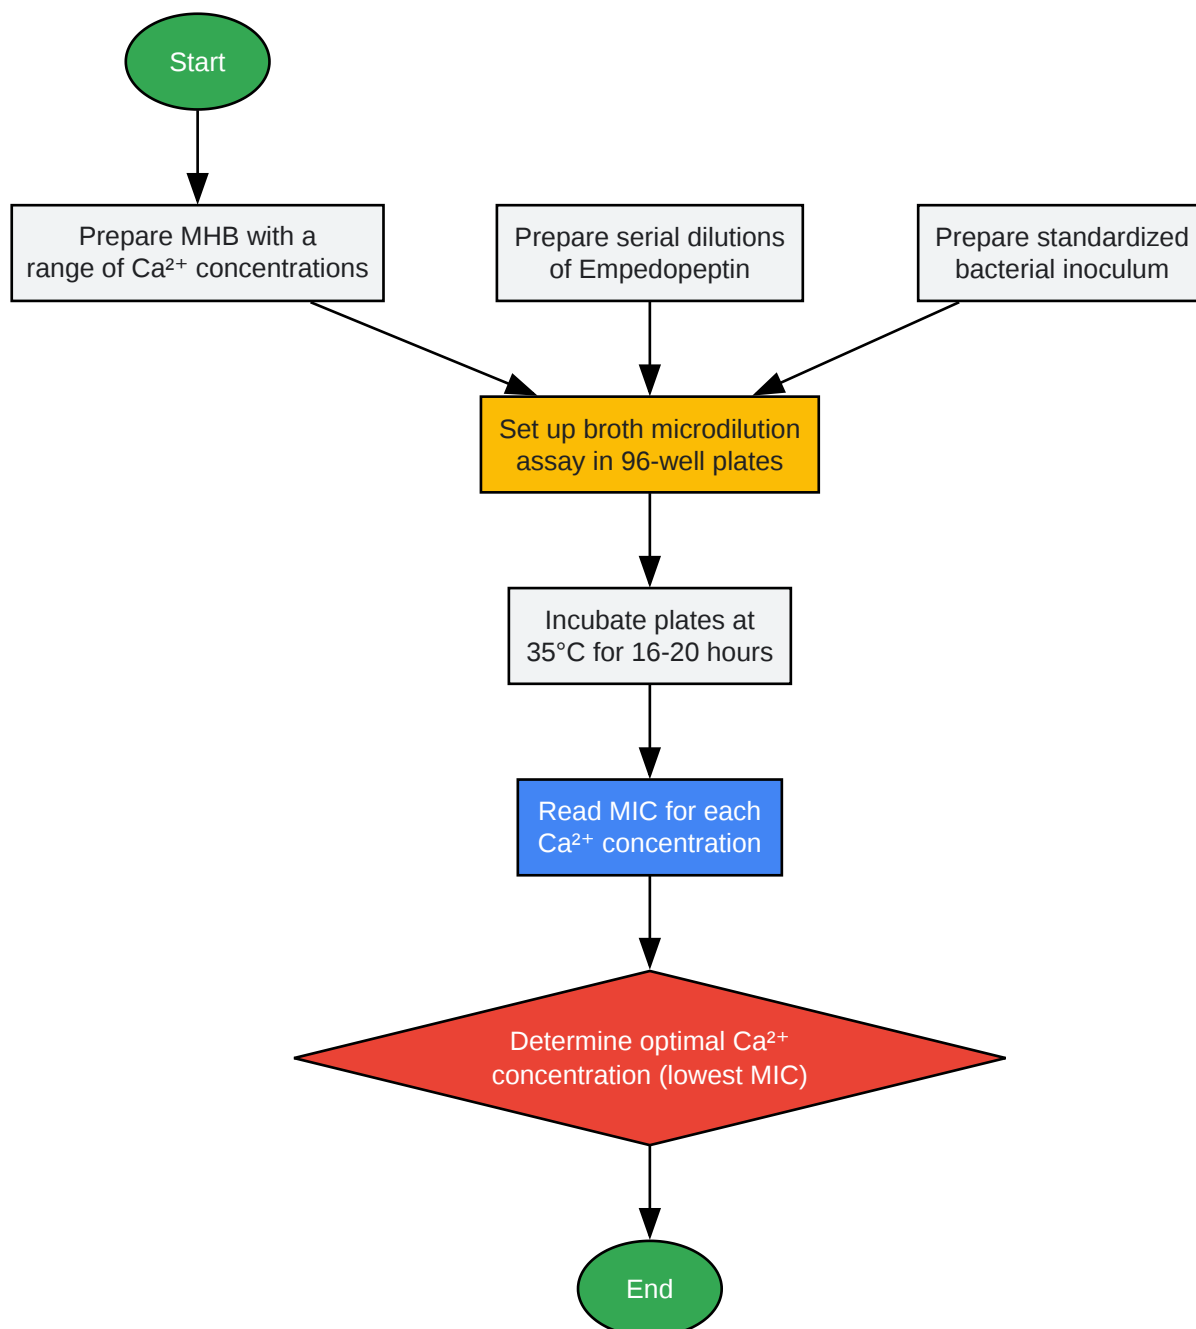 Start
Prepare MHB with a
range of Ca²⁺ concentrations
Prepare serial dilutions
of Empedopeptin
Prepare standardized
bacterial inoculum
Set up broth microdilution
assay in 96-well plates
Incubate plates at
35°C for 16-20 hours
Read MIC for each
Ca²⁺ concentration
Determine optimal Ca²⁺
concentration (lowest MIC)
End